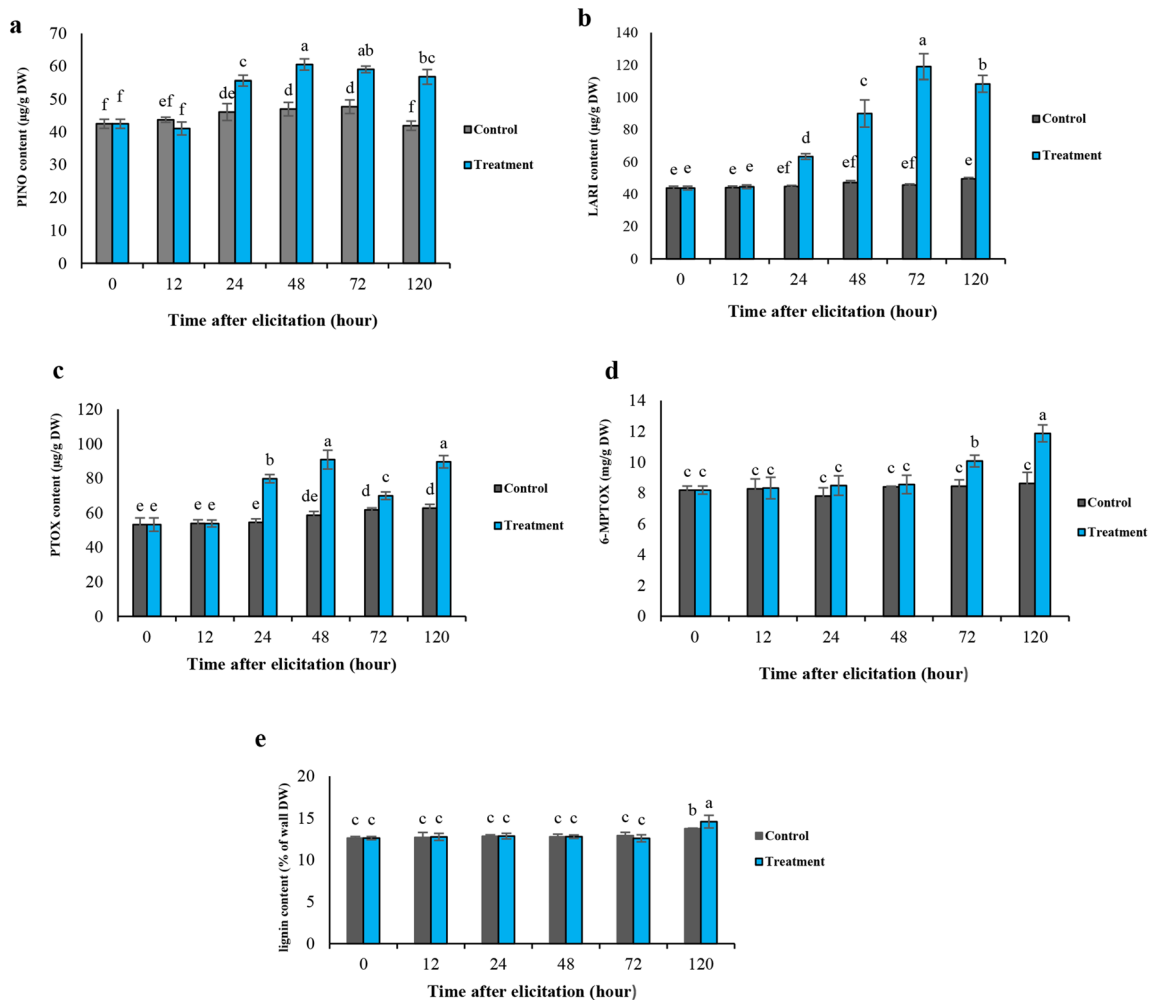 a
PINO content (µg/g DW)
70
60
50
40
30
20
10
0
f f ef f de c d a d ab f bc
0 12 24 48 72 120
Time after elicitation (hour)
Control
Treatment
b
LARI content (µg/g DW)
140
120
100
80
60
40
20
0
e e e e ef d ef c ef a e b
0 12 24 48 72 120
Time after elicitation (hour)
Control
Treatment
c
PTOX content (µg/g DW)
120
100
80
60
40
20
0
e e e e e b de a d c d a
0 12 24 48 72 120
Time after elicitation (hour)
Control
Treatment
d
6-MPTOX (mg/g DW)
14
12
10
8
6
4
2
0
c c c c c c c c c b c a
0 12 24 48 72 120
Time after elicitation (hour)
Control
Treatment
e
lignin content (% of wall DW)
20
15
10
5
0
c c c c c c c c c c b a
0 12 24 48 72 120
Time after elicitation (hour)
Control
Treatment